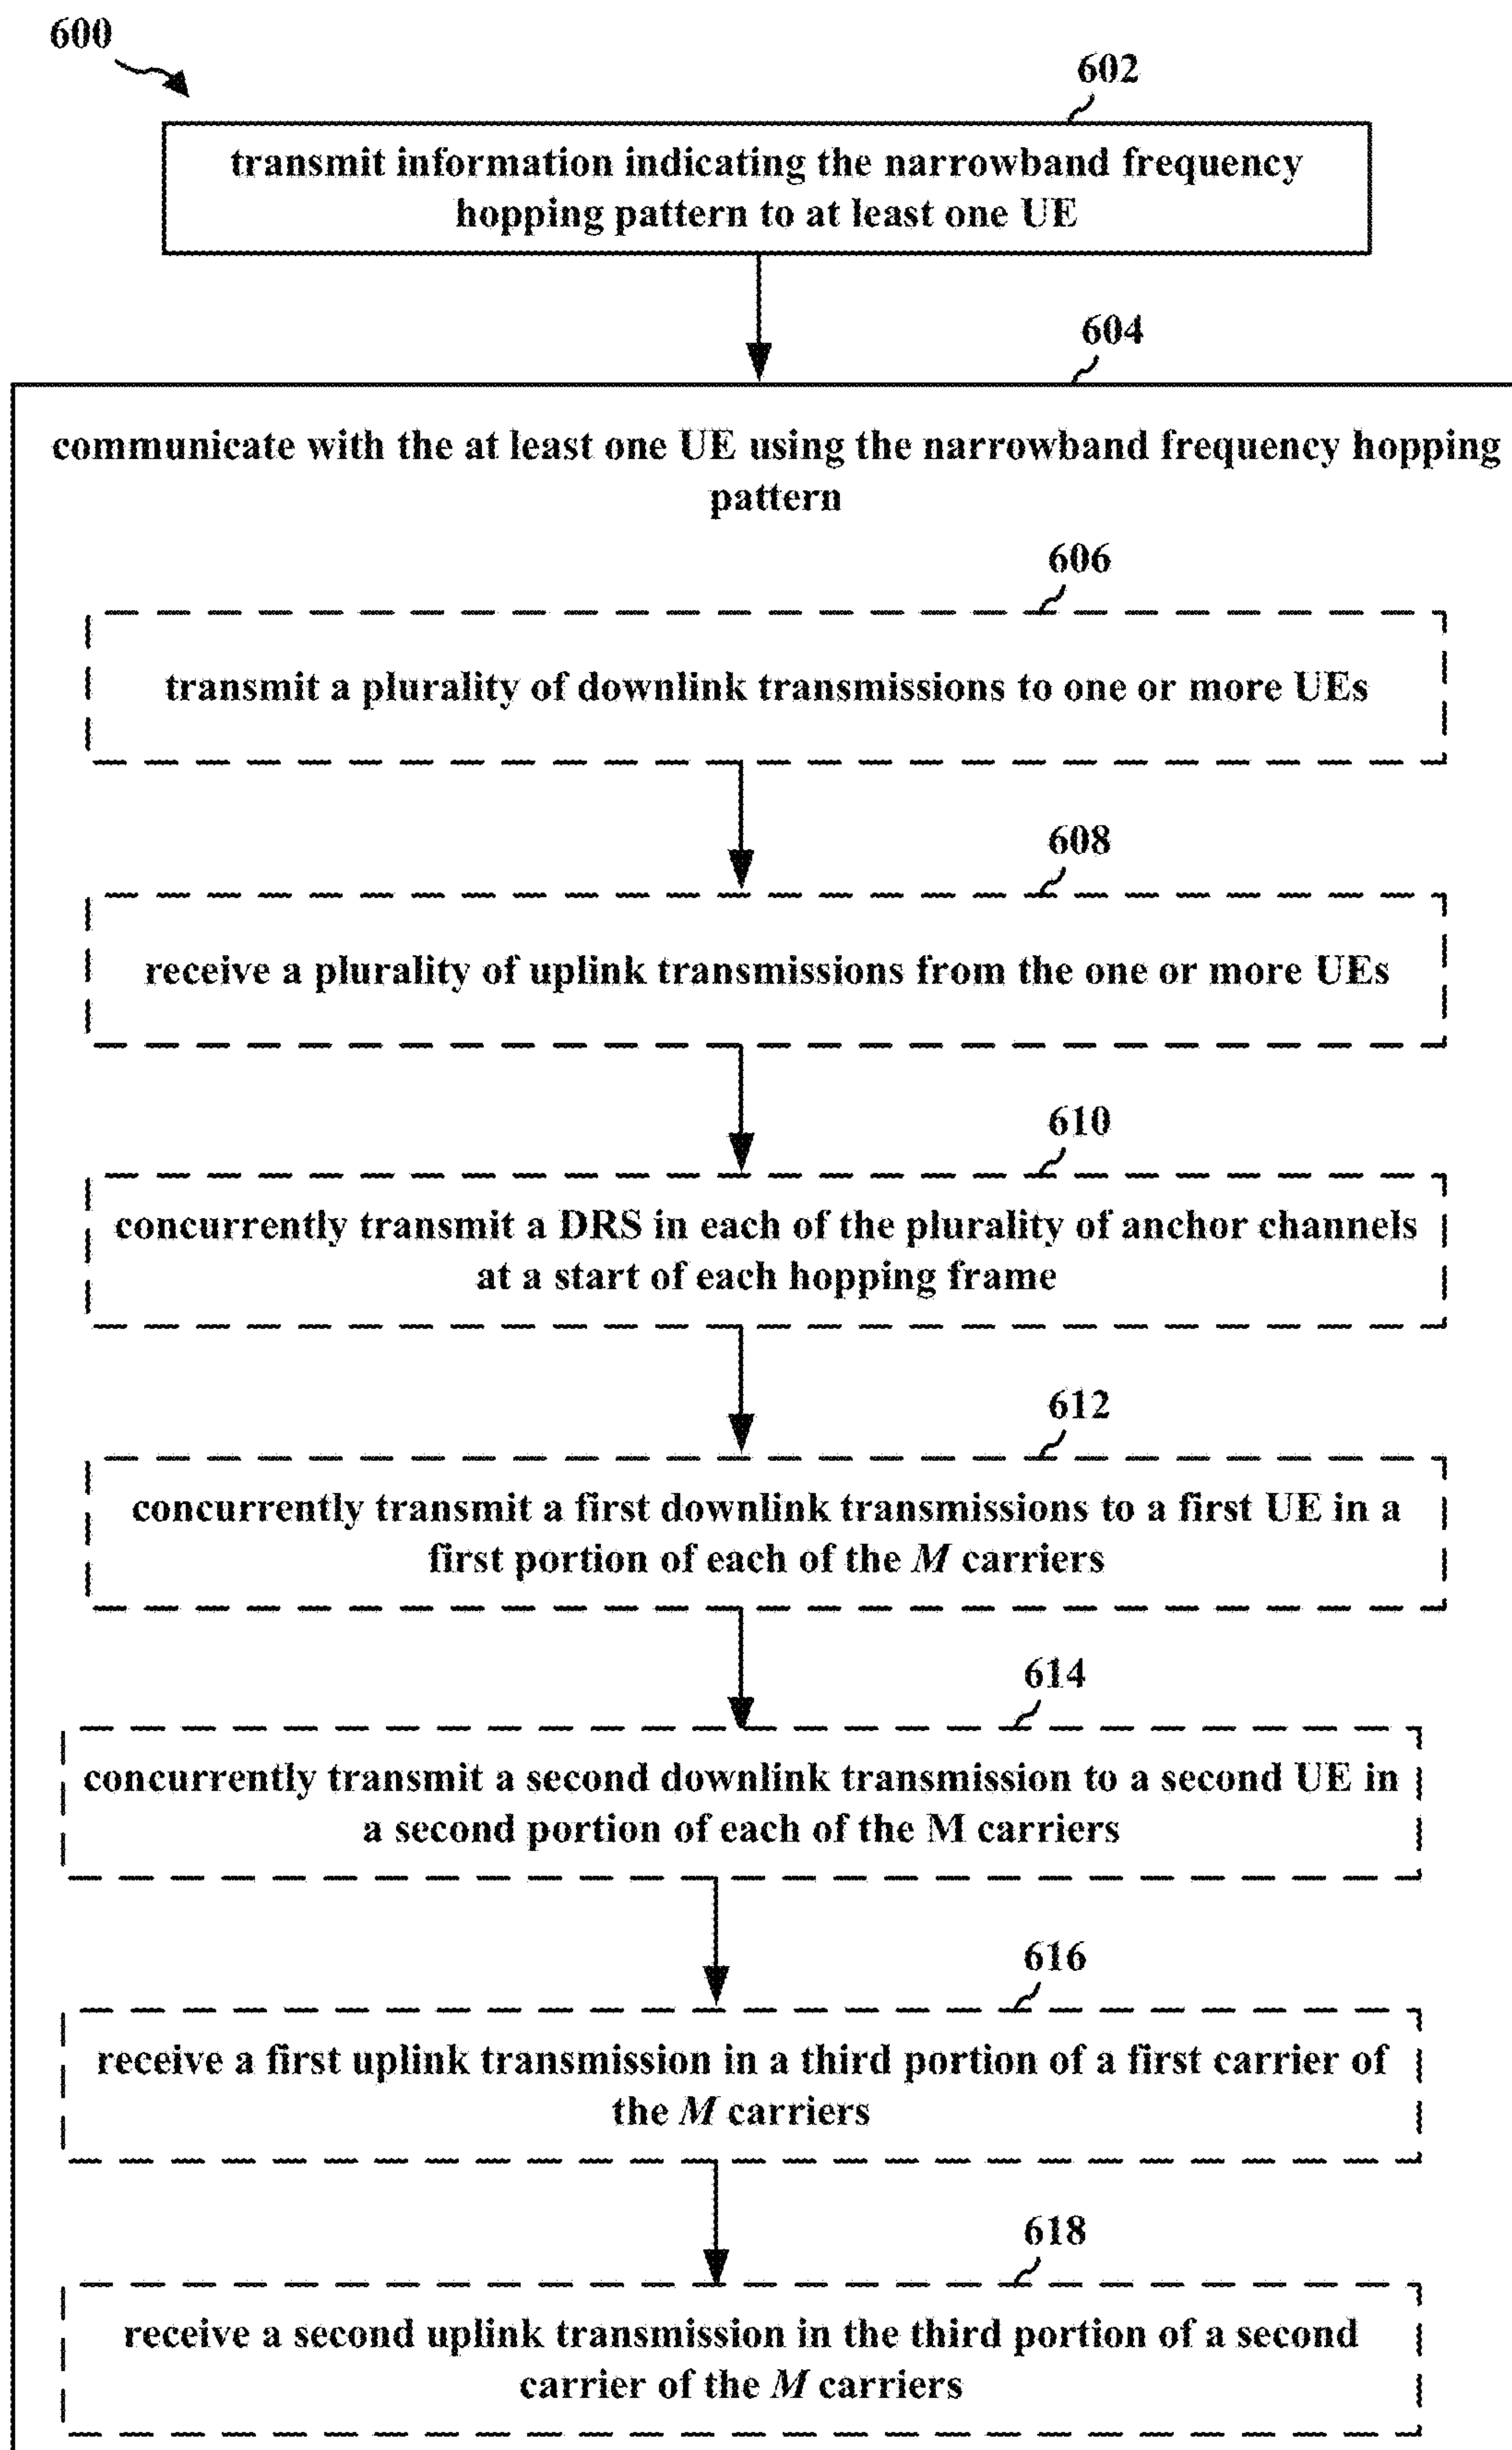 600
602
transmit information indicating the narrowband frequency
hopping pattern to at least one UE
604
communicate with the at least one UE using the narrowband frequency hopping
pattern
606
transmit a plurality of downlink transmissions to one or more UEs
608
receive a plurality of uplink transmissions from the one or more UEs
610
concurrently transmit a DRS in each of the plurality of anchor channels
at a start of each hopping frame
612
concurrently transmit a first downlink transmissions to a first UE in a
first portion of each of the M carriers
614
concurrently transmit a second downlink transmission to a second UE in
a second portion of each of the M carriers
616
receive a first uplink transmission in a third portion of a first carrier of
the M carriers
618
receive a second uplink transmission in the third portion of a second
carrier of the M carriers